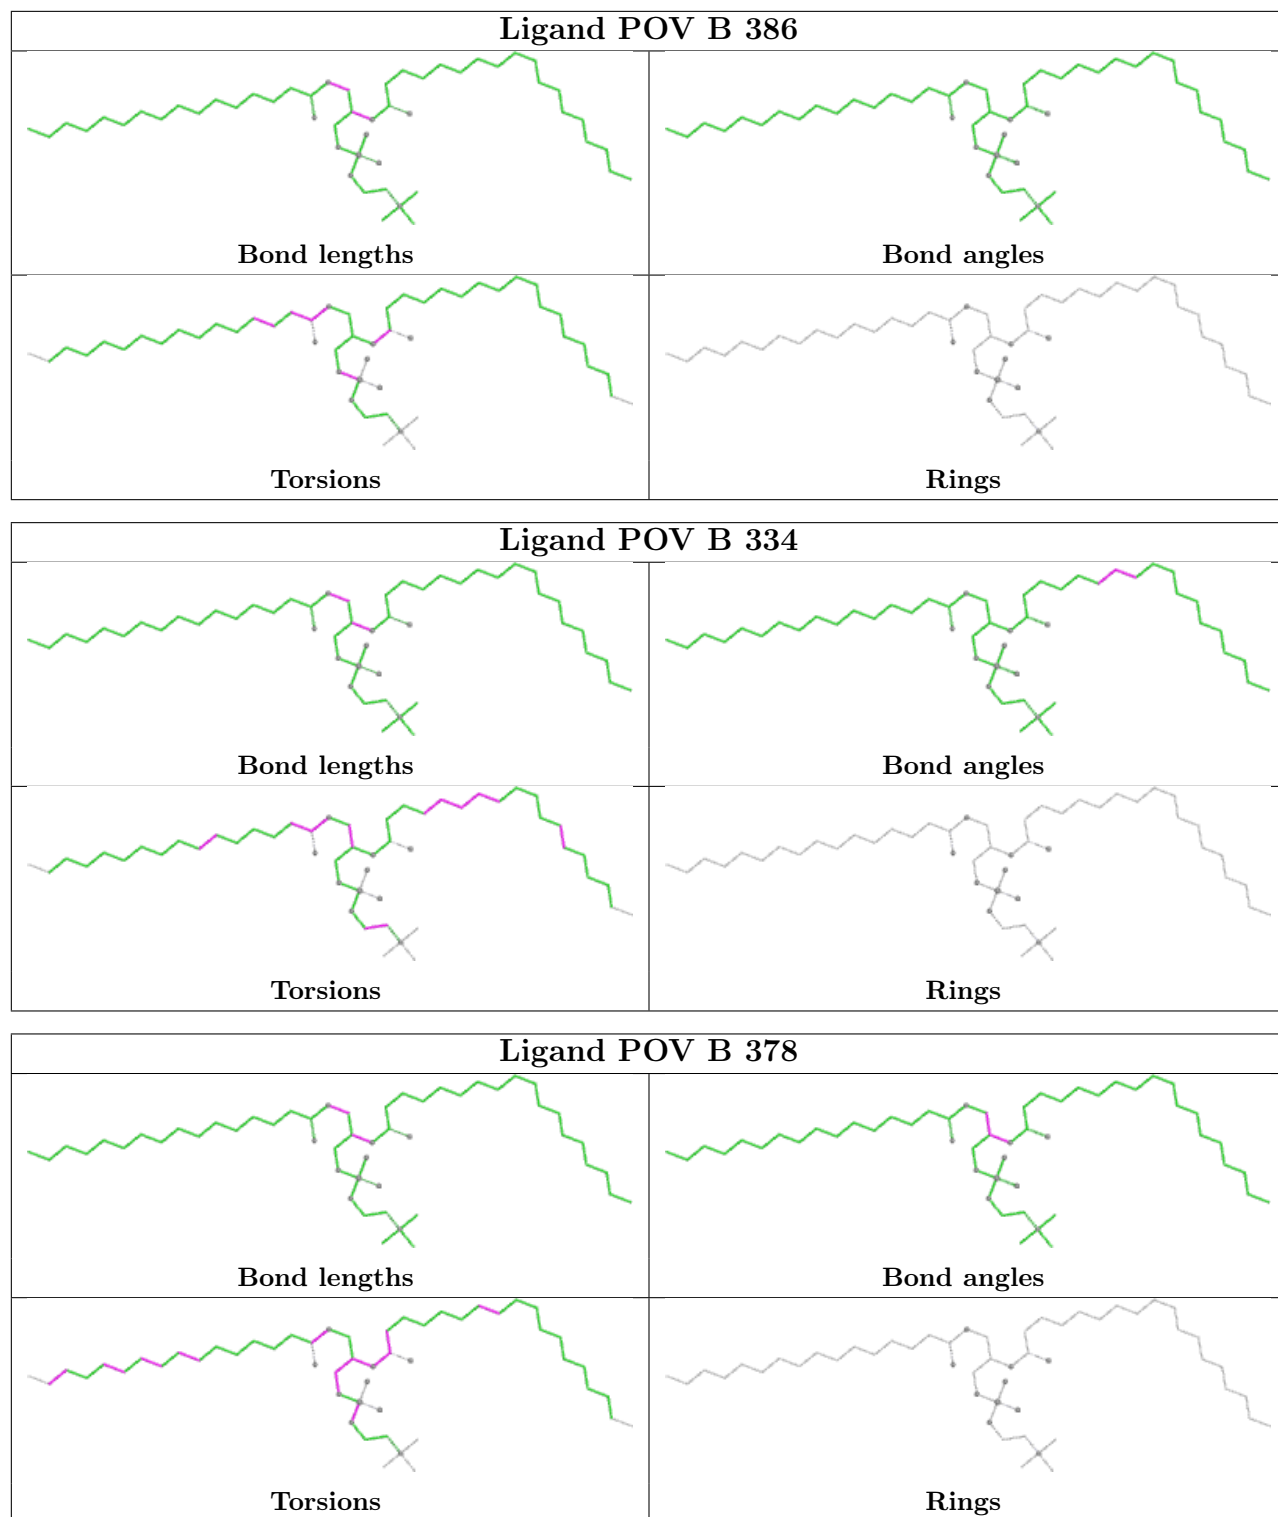 Ligand POV B 386
Bond lengths
Bond angles
Torsions
Rings
Ligand POV B 334
Bond lengths
Bond angles
Torsions
Rings
Ligand POV B 378
Bond lengths
Bond angles
Torsions
Rings